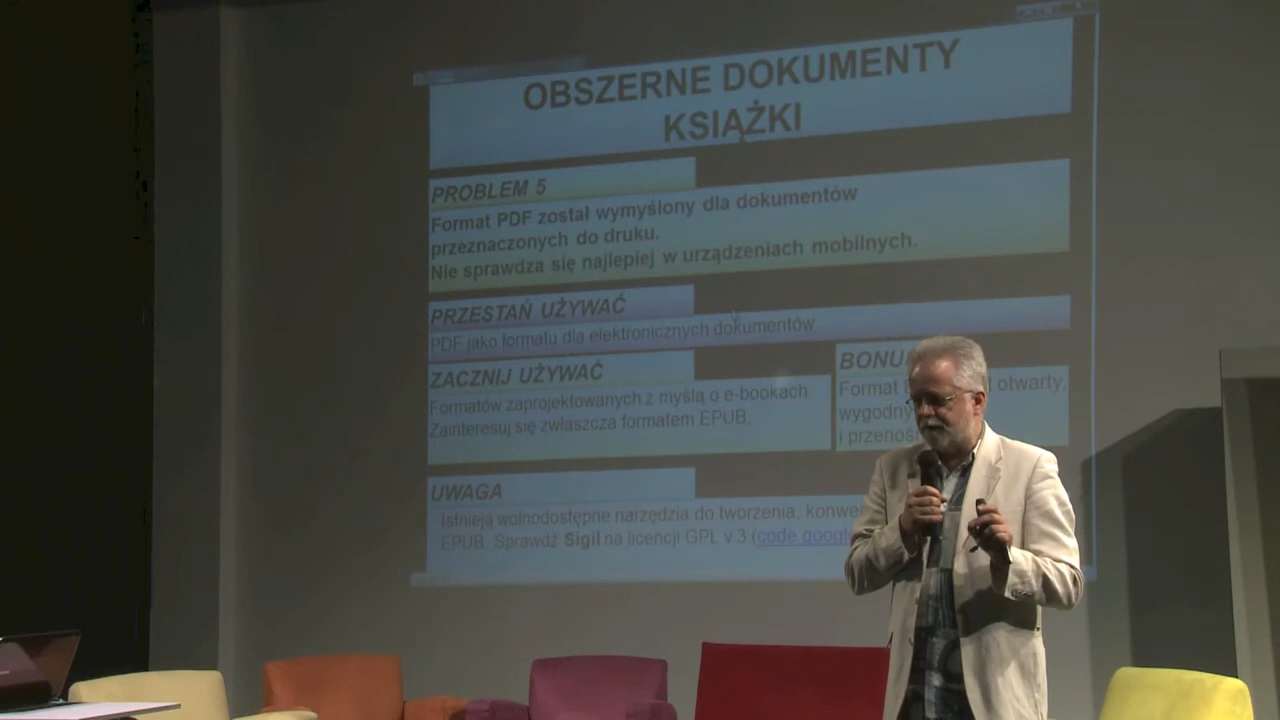 OBSZERNE DOKUMENTY
KSIĄŻKI
PROBLEM 5
Format PDF został wymyślony dla dokumentów
przeznaczonych do druku.
Nie sprawdza się najlepiej w urządzeniach mobilnych.
PRZESTAŃ UŻYWAĆ
PDF jako formatu dla elektronicznych dokumentów
ZACZNIJ UŻYWAĆ
Formatów zaprojektowanych z myślą o e-bookach
Zainteresuj się zwłaszcza formatem EPUB,
Format otwarty,
UWAGA
Istnieją wolnodostępne narzędzia do tworzenia,
EPUB. Sprawdź Sigil na licencji GPL v.3 (code.google